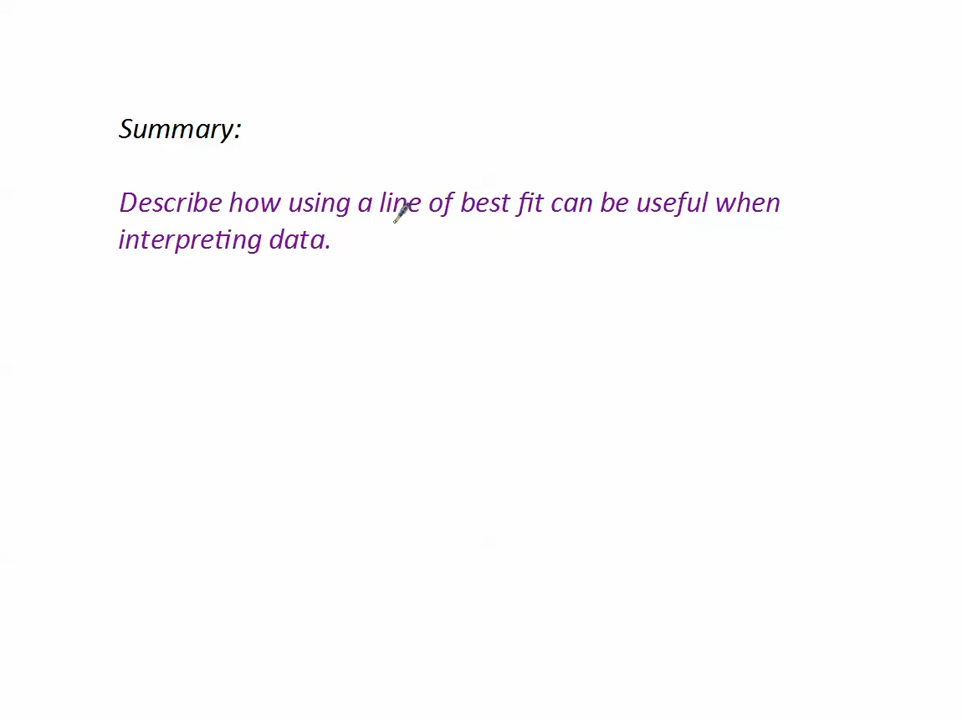 Summary:
Describe how using a line of best fit can be useful when
interpreting data.